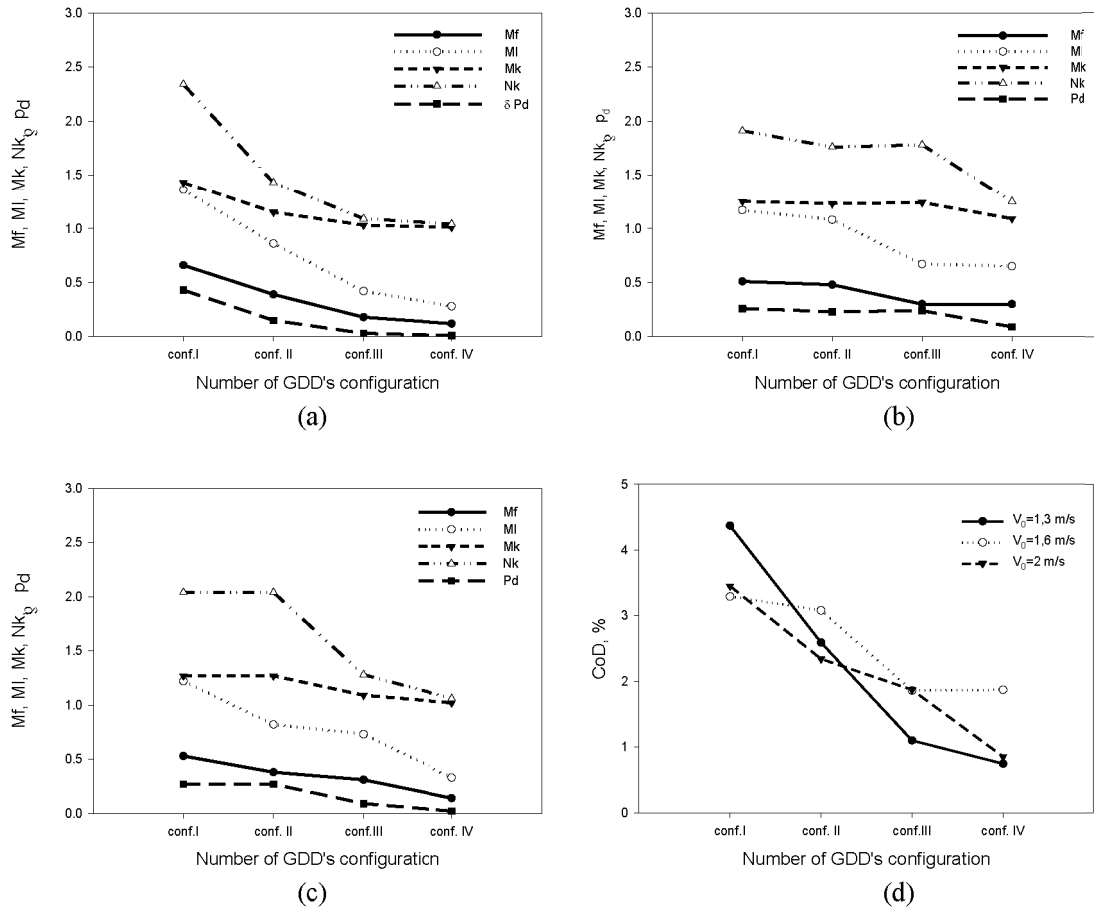 3.0
2.5
2.0
1.5
1.0
0.5
0.0
Mf, Ml, Mk, Nk, δ pd
Mf
Ml
Mk
Nk
δ Pd
conf.I
conf. II
conf.III
conf. IV
Number of GDD's configuration
(a)
3.0
2.5
2.0
1.5
1.0
0.5
0.0
Mf, Ml, Mk, Nk, δ pd
Mf
Ml
Mk
Nk
Pd
conf.I
conf. II
conf.III
conf. IV
Number of GDD's configuration
(b)
3.0
2.5
2.0
1.5
1.0
0.5
0.0
Mf, Ml, Mk, Nk, δ pd
Mf
Ml
Mk
Nk
Pd
conf.I
conf. II
conf.III
conf. IV
Number of GDD's configuration
(c)
5
4
3
2
1
0
CoD, %
V₀=1,3 m/s
V₀=1,6 m/s
V₀=2 m/s
conf.I
conf. II
conf.III
conf. IV
Number of GDD's configuration
(d)